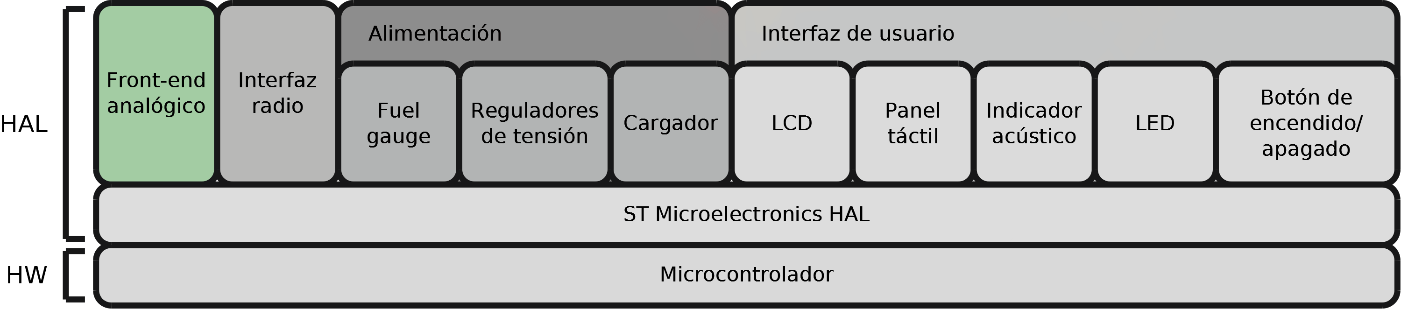 HAL
Front-end
analógico
Interfaz
radio
Alimentación
Fuel
gauge
Reguladores
de tensión
Cargador
Interfaz de usuario
LCD
Panel
táctil
Indicador
acústico
LED
Botón de
encendido/
apagado
ST Microelectronics HAL
HW
Microcontrolador